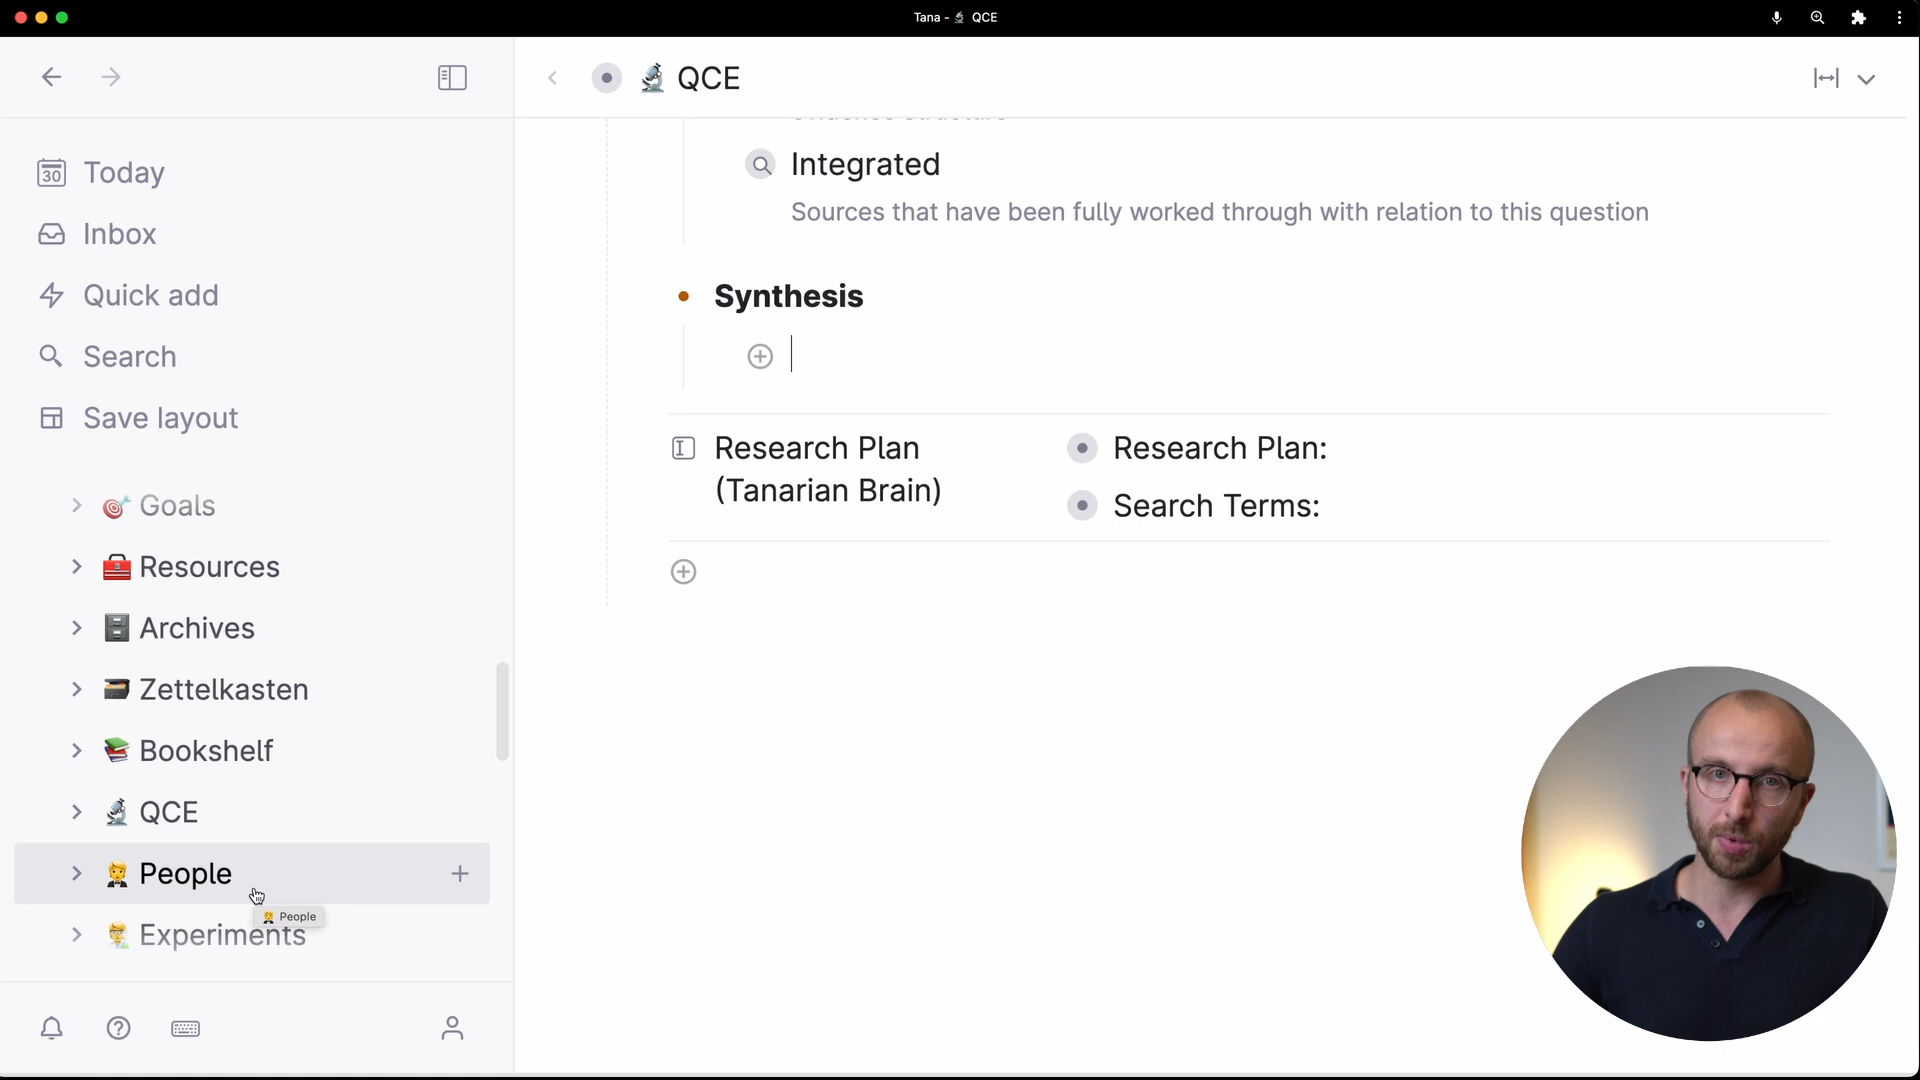 Tana - 🔬 QCE
QCE
Today
30
Inbox
Quick add
Search
Save layout
Goals
Resources
Archives
Zettelkasten
Bookshelf
QCE
People
People
Experiments
Integrated
Sources that have been fully worked through with relation to this question
Synthesis
Research Plan
(Tanarian Brain)
Research Plan:
Search Terms: